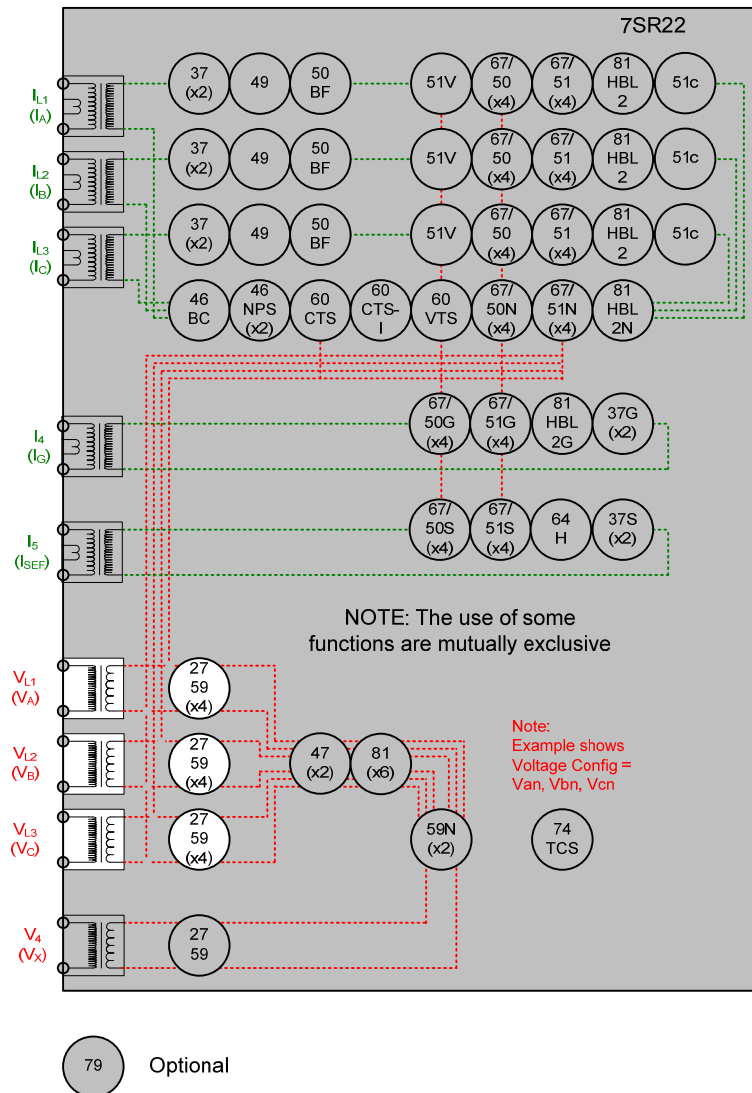 7SR22
I L1
(I A)
37
(x2)
49
50
BF
51V
67/
50
(x4)
67/
51
(x4)
81
HBL
2
51c
I L2
(I B)
37
(x2)
49
50
BF
51V
67/
50
(x4)
67/
51
(x4)
81
HBL
2
51c
I L3
(I C)
37
(x2)
49
50
BF
51V
67/
50
(x4)
67/
51
(x4)
81
HBL
2
51c
46
BC
46
NPS
(x2)
60
CTS
60
CTS-
I
60
VTS
67/
50N
(x4)
67/
51N
(x4)
81
HBL
2N
I4
(IG)
67/
50G
(x4)
67/
51G
(x4)
81
HBL
2G
37G
(x2)
I5
(ISEF)
67/
50S
(x4)
67/
51S
(x4)
64
H
37S
(x2)
NOTE: The use of some
functions are mutually exclusive
VL1
(VA)
27
59
(x4)
VL2
(VB)
27
59
(x4)
47
(x2)
81
(x6)
Note:
Example shows
Voltage Config =
Van, Vbn, Vcn
VL3
(VC)
27
59
(x4)
59N
(x2)
74
TCS
V4
(VX)
27
59
79
Optional